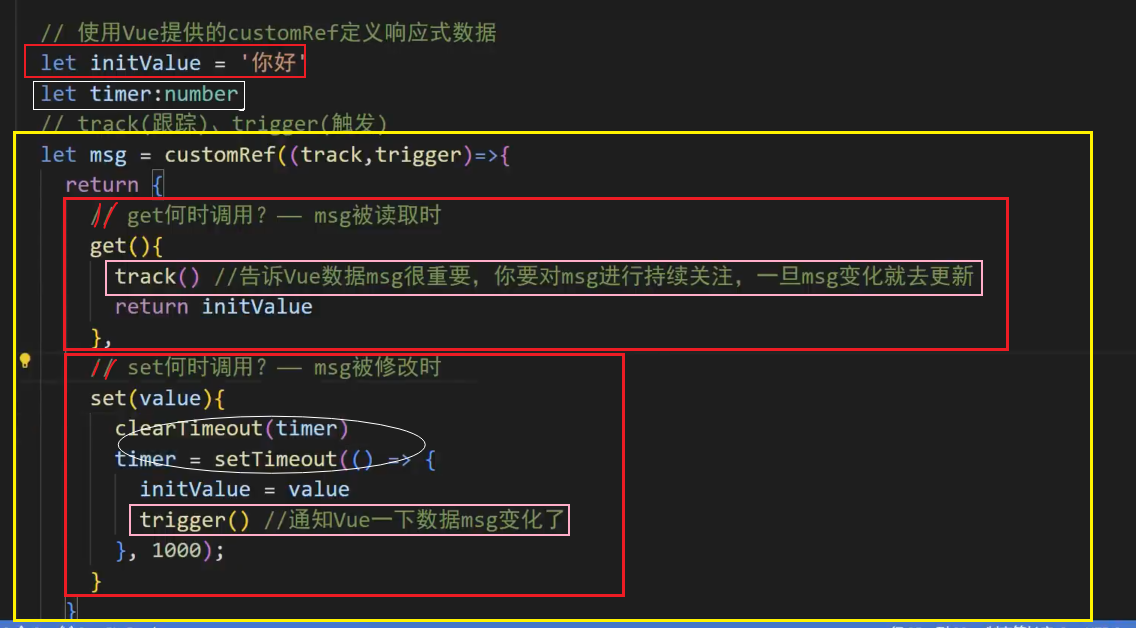 // 使用Vue提供的customRef定义响应式数据
let initValue = '你好'
let timer:number
// track(跟踪)、trigger(触发)
let msg = customRef((track,trigger)=>{
return {
// get何时调用？—— msg被读取时
get(){
track() //告诉Vue数据msg很重要，你要对msg进行持续关注，一旦msg变化就去更新
return initValue
},
// set何时调用？—— msg被修改时
set(value){
clearTimeout(timer)
timer = setTimeout(() => {
initValue = value
trigger() //通知Vue一下数据msg变化了
}, 1000);
}
}